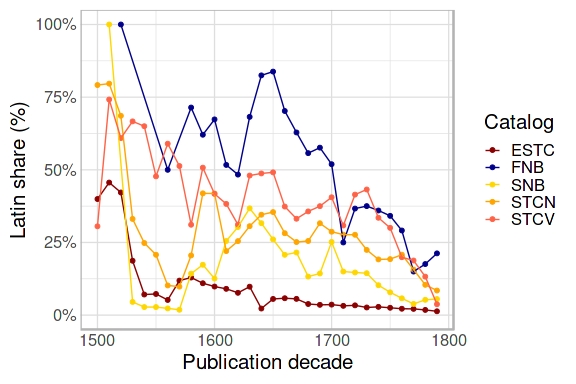 100%
75%
50%
25%
0%
Latin share (%)
1500
1600
1700
1800
Publication decade
Catalog
ESTC
FNB
SNB
STCN
STCV